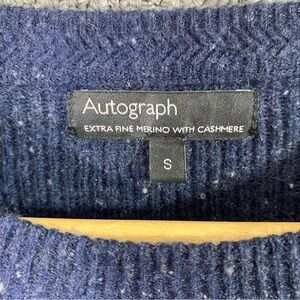 Autograph
EXTRA FINE MERINO WITH CASHMERE
S